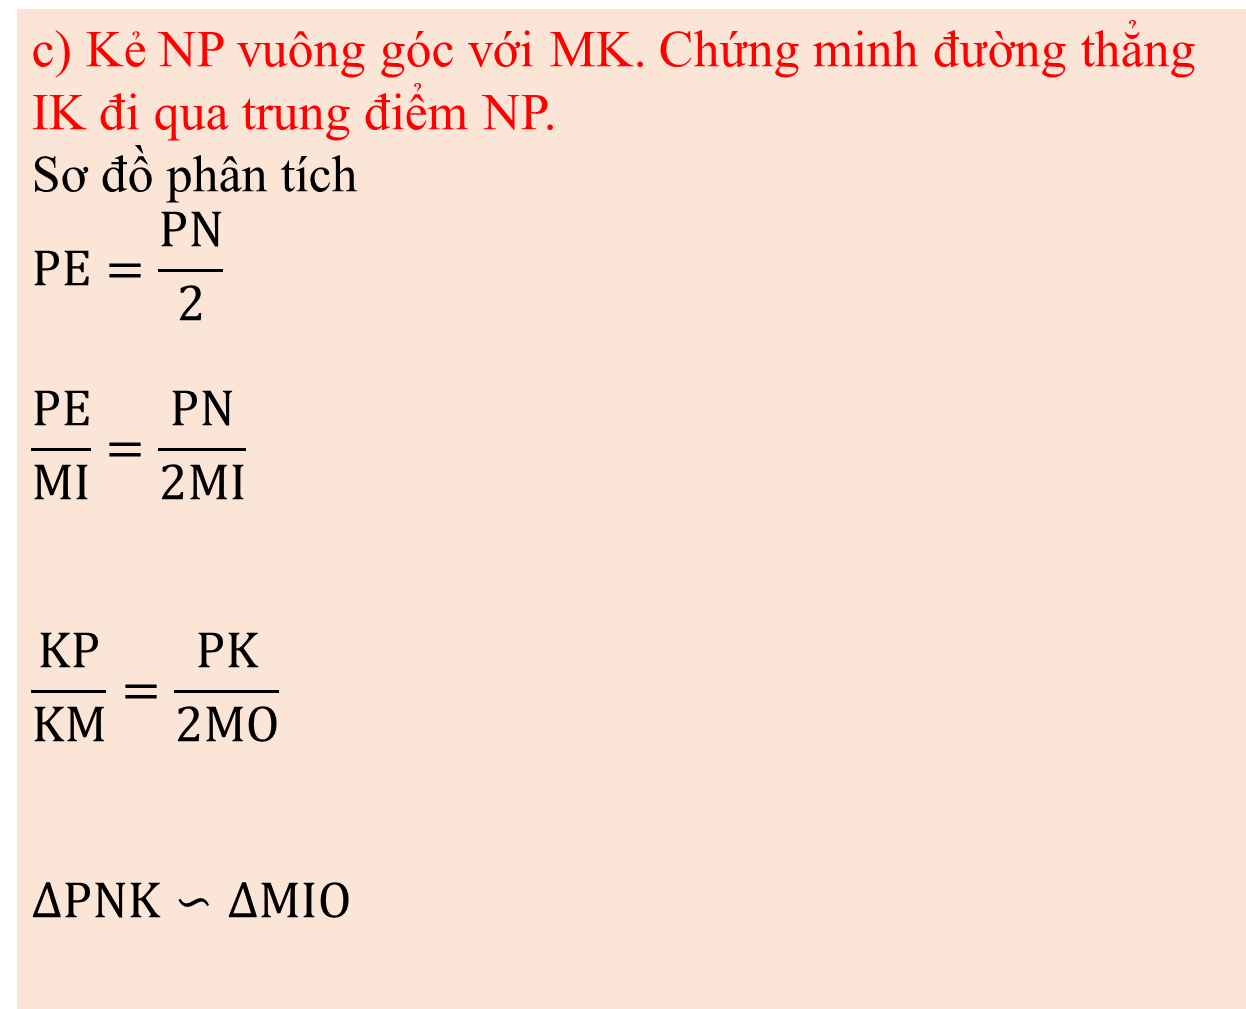 c) Kẻ NP vuông góc với MK. Chứng minh đường thẳng
IK đi qua trung điểm NP.
Sơ đồ phân tích
PE = PN/2
PE/MI = PN/2MI
KP/KM = PK/2MO
ΔPNK ∽ ΔMIO